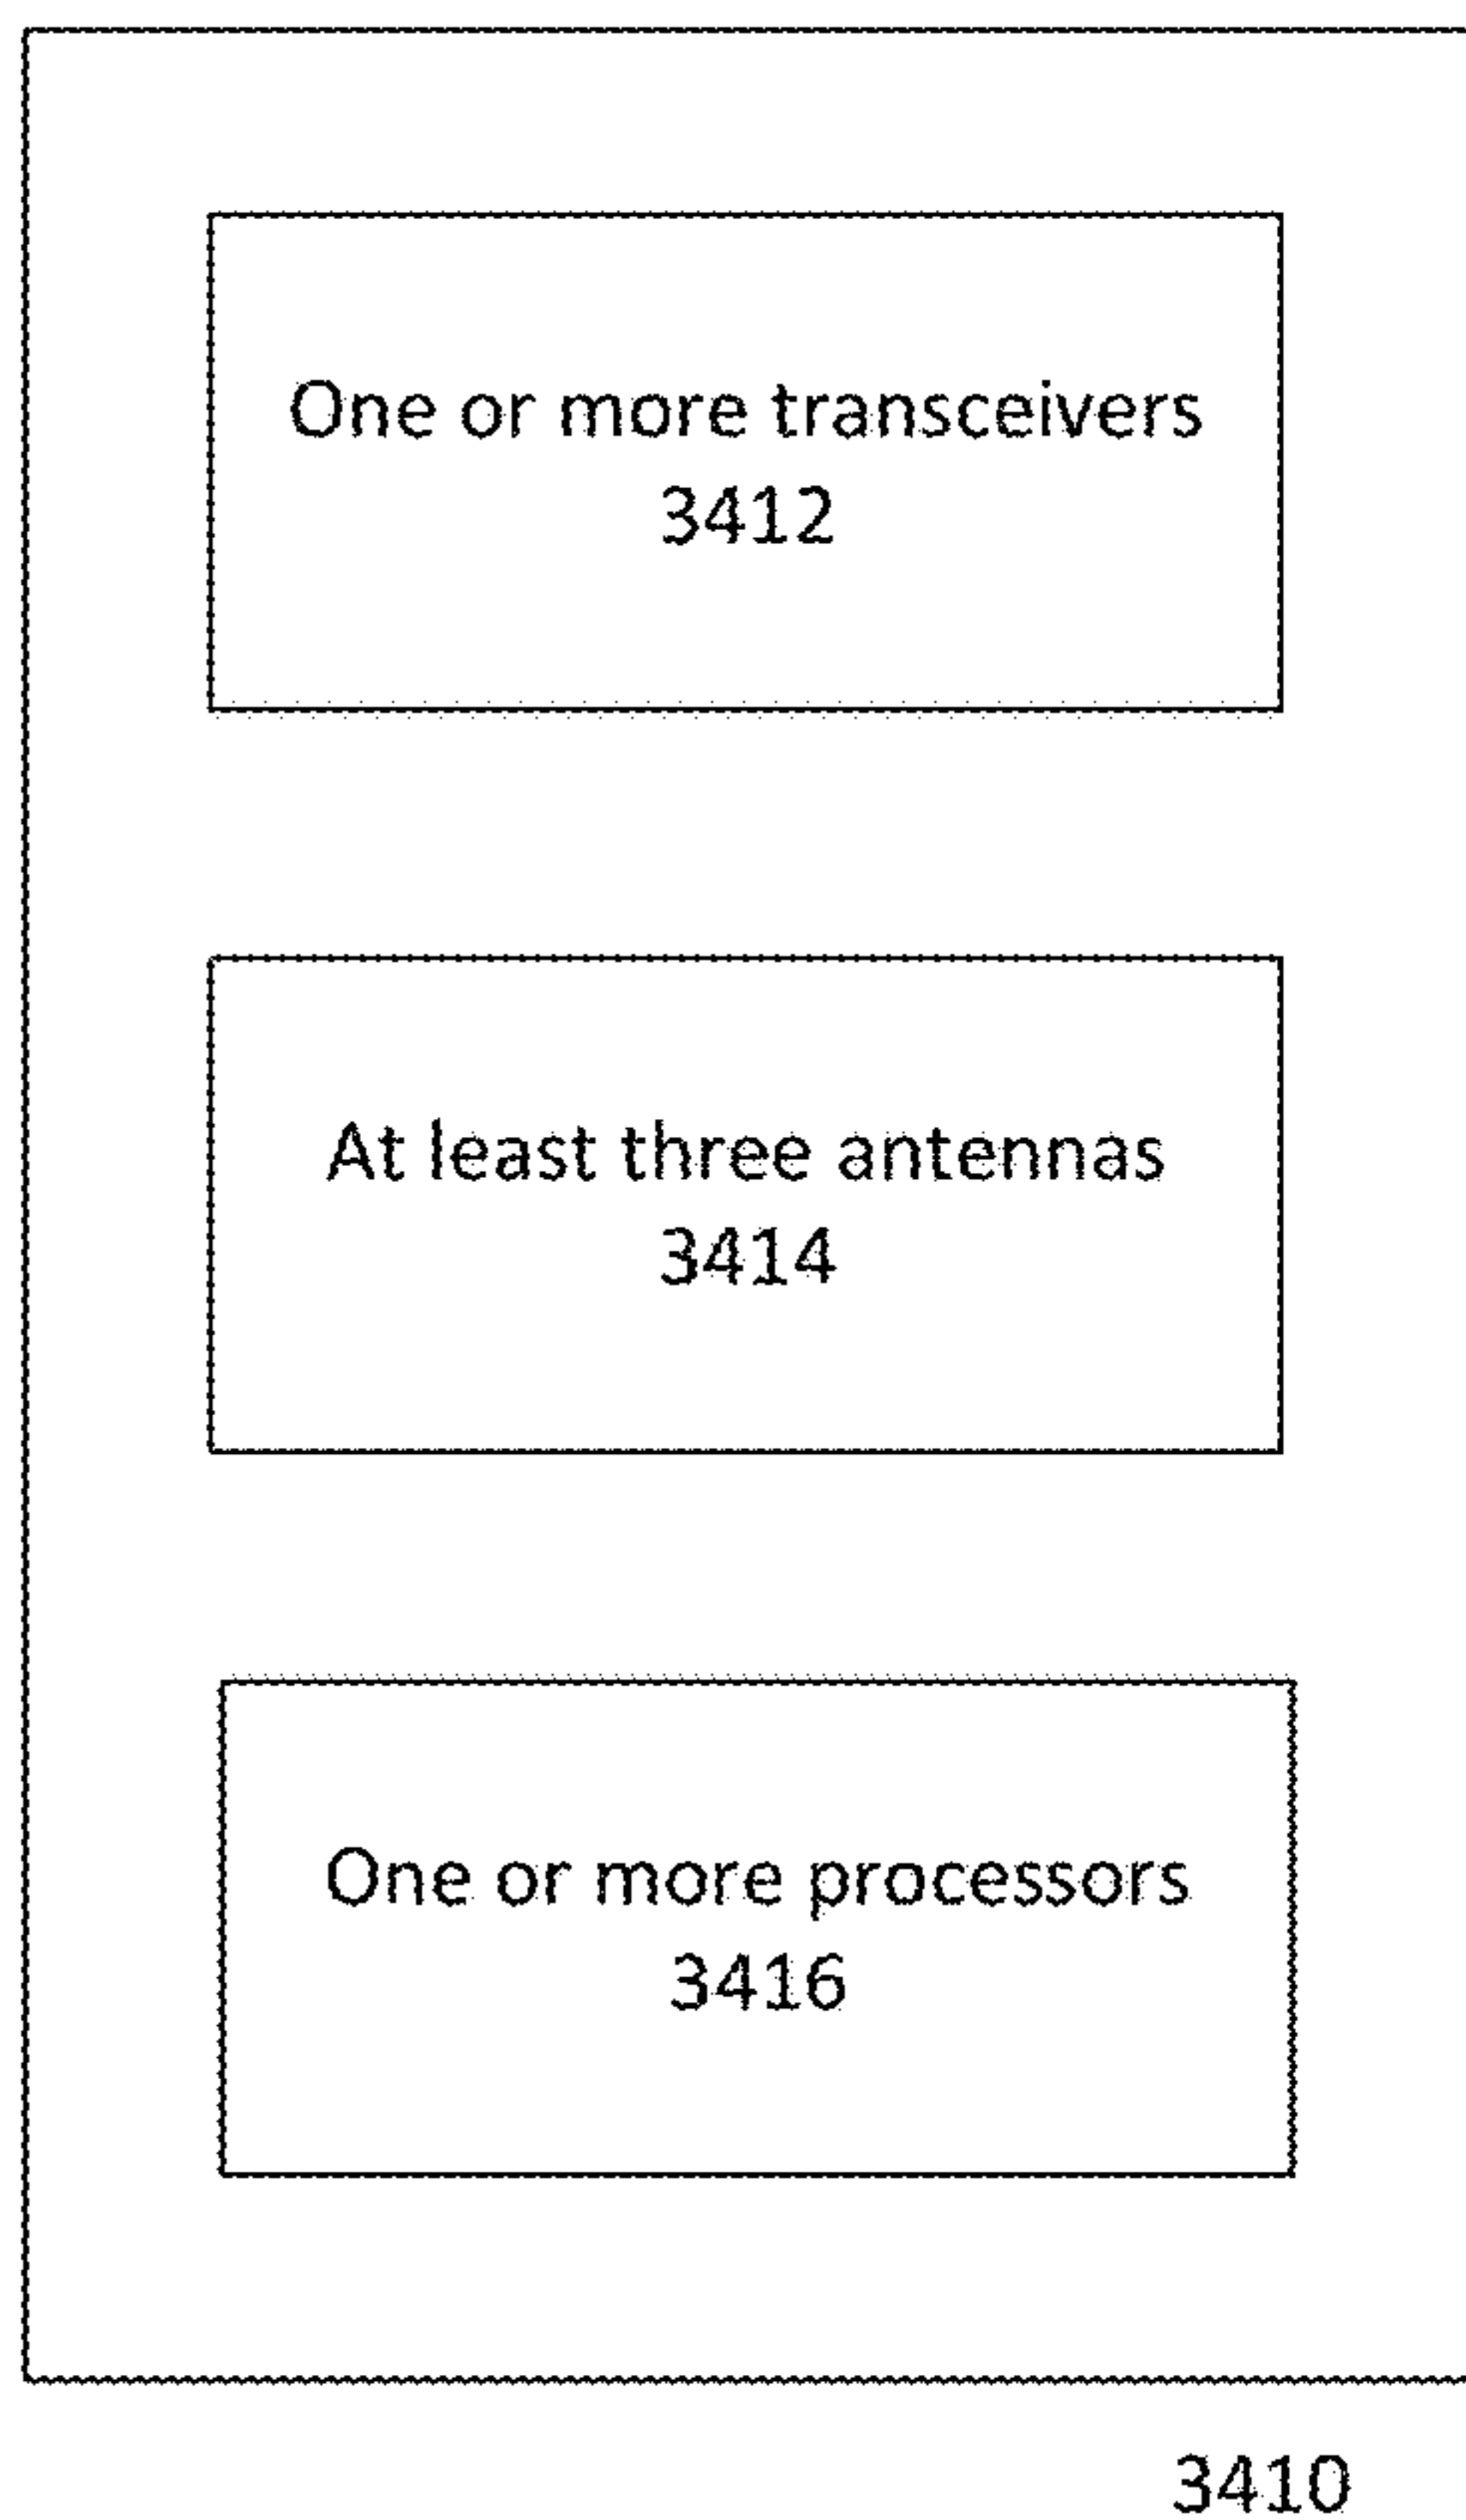 One or more transceivers
3412
At least three antennas
3414
One or more processors
3416
3410